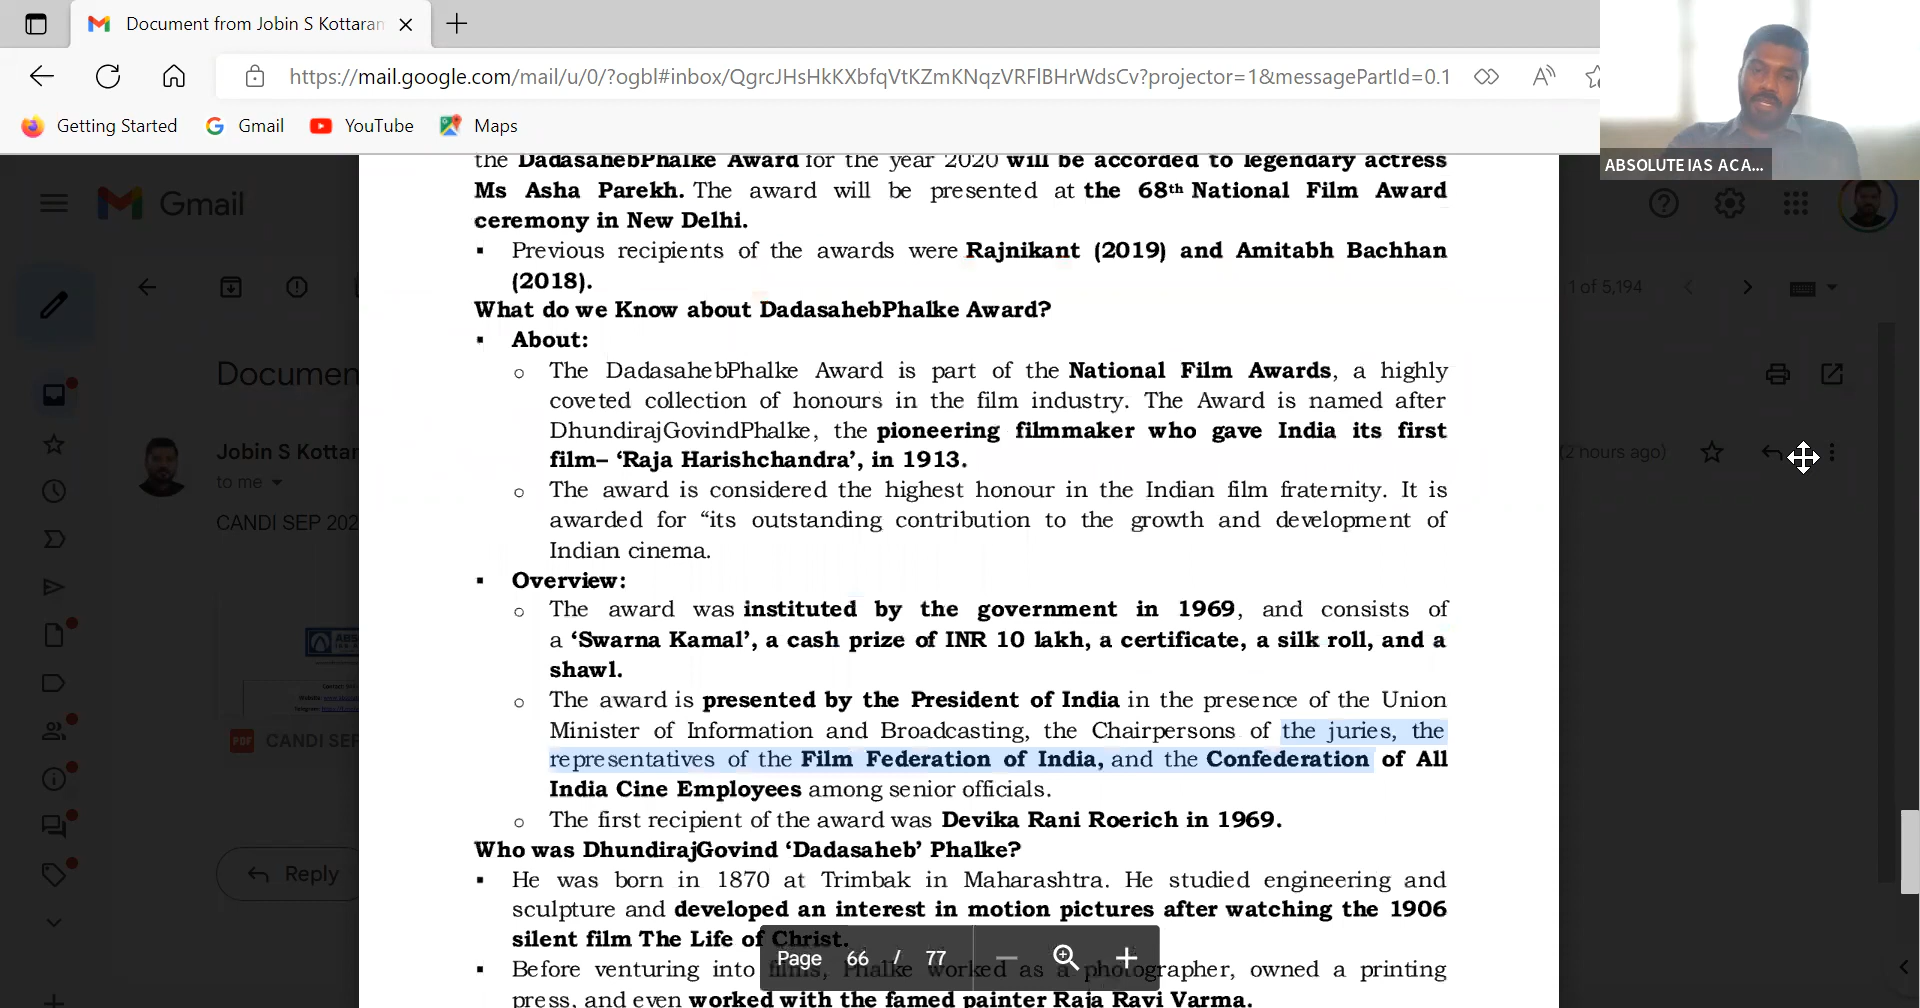 Document from Jobin S Kottaran
https://mail.google.com/mail/u/0/?ogbl#inbox/QgrcJHsHkKXbfqVtKZmKNqzVRFlBHrWdsCv?projector=1&messagePartId=0.1
Getting Started Gmail YouTube Maps
ABSOLUTE IAS ACA...
Gmail
the DadasahebPhalke Award for the year 2020 will be accorded to legendary actress
Ms Asha Parekh. The award will be presented at the 68th National Film Award
ceremony in New Delhi.
▪ Previous recipients of the awards were Rajnikant (2019) and Amitabh Bachhan
(2018).
1 of 5,194
What do we Know about DadasahebPhalke Award?
▪ About:
o The DadasahebPhalke Award is part of the National Film Awards, a highly
coveted collection of honours in the film industry. The Award is named after
DhundirajGovindPhalke, the pioneering filmmaker who gave India its first
film– ‘Raja Harishchandra’, in 1913.
o The award is considered the highest honour in the Indian film fraternity. It is
awarded for “its outstanding contribution to the growth and development of
Indian cinema.
▪ Overview:
o The award was instituted by the government in 1969, and consists of
a ‘Swarna Kamal’, a cash prize of INR 10 lakh, a certificate, a silk roll, and a
shawl.
o The award is presented by the President of India in the presence of the Union
Minister of Information and Broadcasting, the Chairpersons of the juries, the
representatives of the Film Federation of India, and the Confederation of All
India Cine Employees among senior officials.
o The first recipient of the award was Devika Rani Roerich in 1969.
Who was DhundirajGovind ‘Dadasaheb’ Phalke?
▪ He was born in 1870 at Trimbak in Maharashtra. He studied engineering and
sculpture and developed an interest in motion pictures after watching the 1906
silent film The Life of Christ.
▪ Before venturing into films, Phalke worked as a photographer, owned a printing
press, and even worked with the famed painter Raja Ravi Varma.
Page 66 / 77
Documen
Jobin S Kottar
to me
(2 hours ago)
CANDI SEP 202
PDF CANDI SEP
Reply